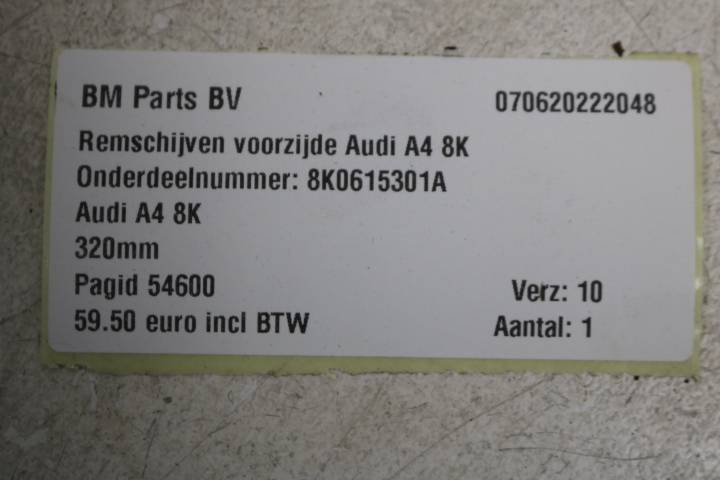 BM Parts BV 070620222048
Remschijven voorzijde Audi A4 8K
Onderdeelnummer: 8K0615301A
Audi A4 8K
320mm
Pagid 54600 Verz: 10
59.50 euro incl BTW Aantal: 1